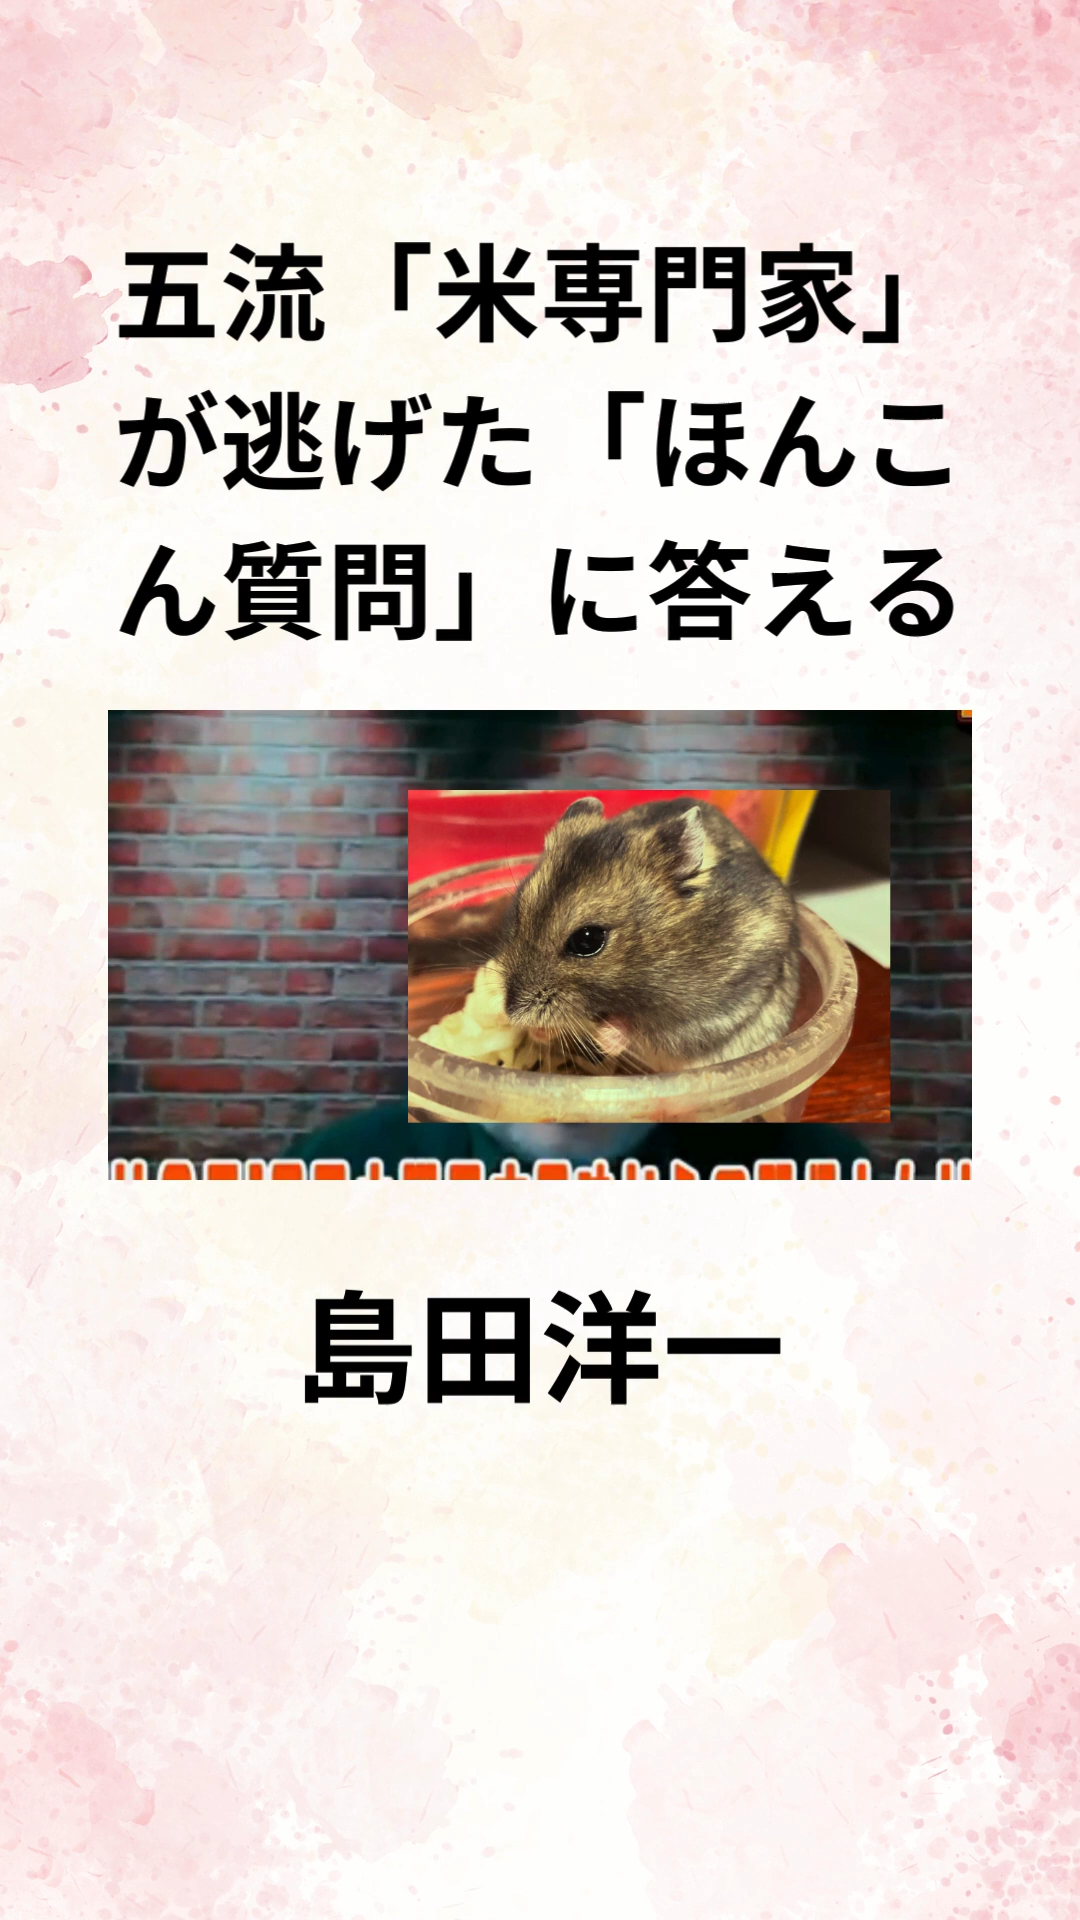 五流「米専門家」
が逃げた「ほんこ
ん質問」に答える
島田洋一